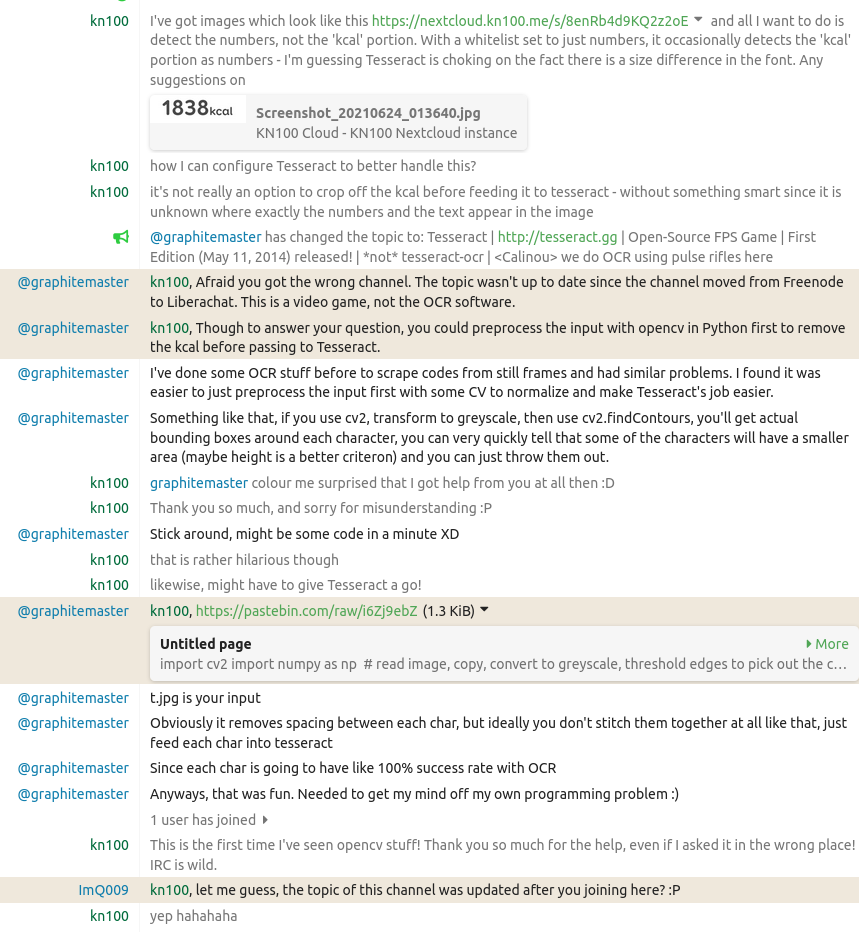 kn100 I've got images which look like this https://nextcloud.kn100.me/s/8enRb4d9KQ2z2oE and all I want to do is
detect the numbers, not the 'kcal' portion. With a whitelist set to just numbers, it occasionally detects the 'kcal'
portion as numbers - I'm guessing Tesseract is choking on the fact there is a size difference in the font. Any
suggestions on
1838kcal Screenshot_20210624_013640.jpg
KN100 Cloud - KN100 Nextcloud instance
kn100 how I can configure Tesseract to better handle this?
kn100 it's not really an option to crop off the kcal before feeding it to tesseract - without something smart since it is
unknown where exactly the numbers and the text appear in the image
@graphitemaster has changed the topic to: Tesseract | http://tesseract.gg | Open-Source FPS Game | First
Edition (May 11, 2014) released! | *not* tesseract-ocr | <Calinou> we do OCR using pulse rifles here
@graphitemaster kn100, Afraid you got the wrong channel. The topic wasn't up to date since the channel moved from Freenode
to Liberachat. This is a video game, not the OCR software.
@graphitemaster kn100, Though to answer your question, you could preprocess the input with opencv in Python first to remove
the kcal before passing to Tesseract.
@graphitemaster I've done some OCR stuff before to scrape codes from still frames and had similar problems. I found it was
easier to just preprocess the input first with some CV to normalize and make Tesseract's job easier.
@graphitemaster Something like that, if you use cv2, transform to greyscale, then use cv2.findContours, you'll get actual
bounding boxes around each character, you can very quickly tell that some of the characters will have a smaller
area (maybe height is a better criteron) and you can just throw them out.
kn100 graphitemaster colour me surprised that I got help from you at all then :D
kn100 Thank you so much, and sorry for misunderstanding :P
@graphitemaster Stick around, might be some code in a minute XD
kn100 that is rather hilarious though
kn100 likewise, might have to give Tesseract a go!
@graphitemaster kn100, https://pastebin.com/raw/i6Zj9ebZ (1.3 KiB)
Untitled page More
import cv2 import numpy as np # read image, copy, convert to greyscale, threshold edges to pick out the c...
@graphitemaster t.jpg is your input
@graphitemaster Obviously it removes spacing between each char, but ideally you don't stitch them together at all like that, just
feed each char into tesseract
@graphitemaster Since each char is going to have like 100% success rate with OCR
@graphitemaster Anyways, that was fun. Needed to get my mind off my own programming problem :)
1 user has joined
kn100 This is the first time I've seen opencv stuff! Thank you so much for the help, even if I asked it in the wrong place!
IRC is wild.
ImQ009 kn100, let me guess, the topic of this channel was updated after you joining here? :P
kn100 yep hahahaha